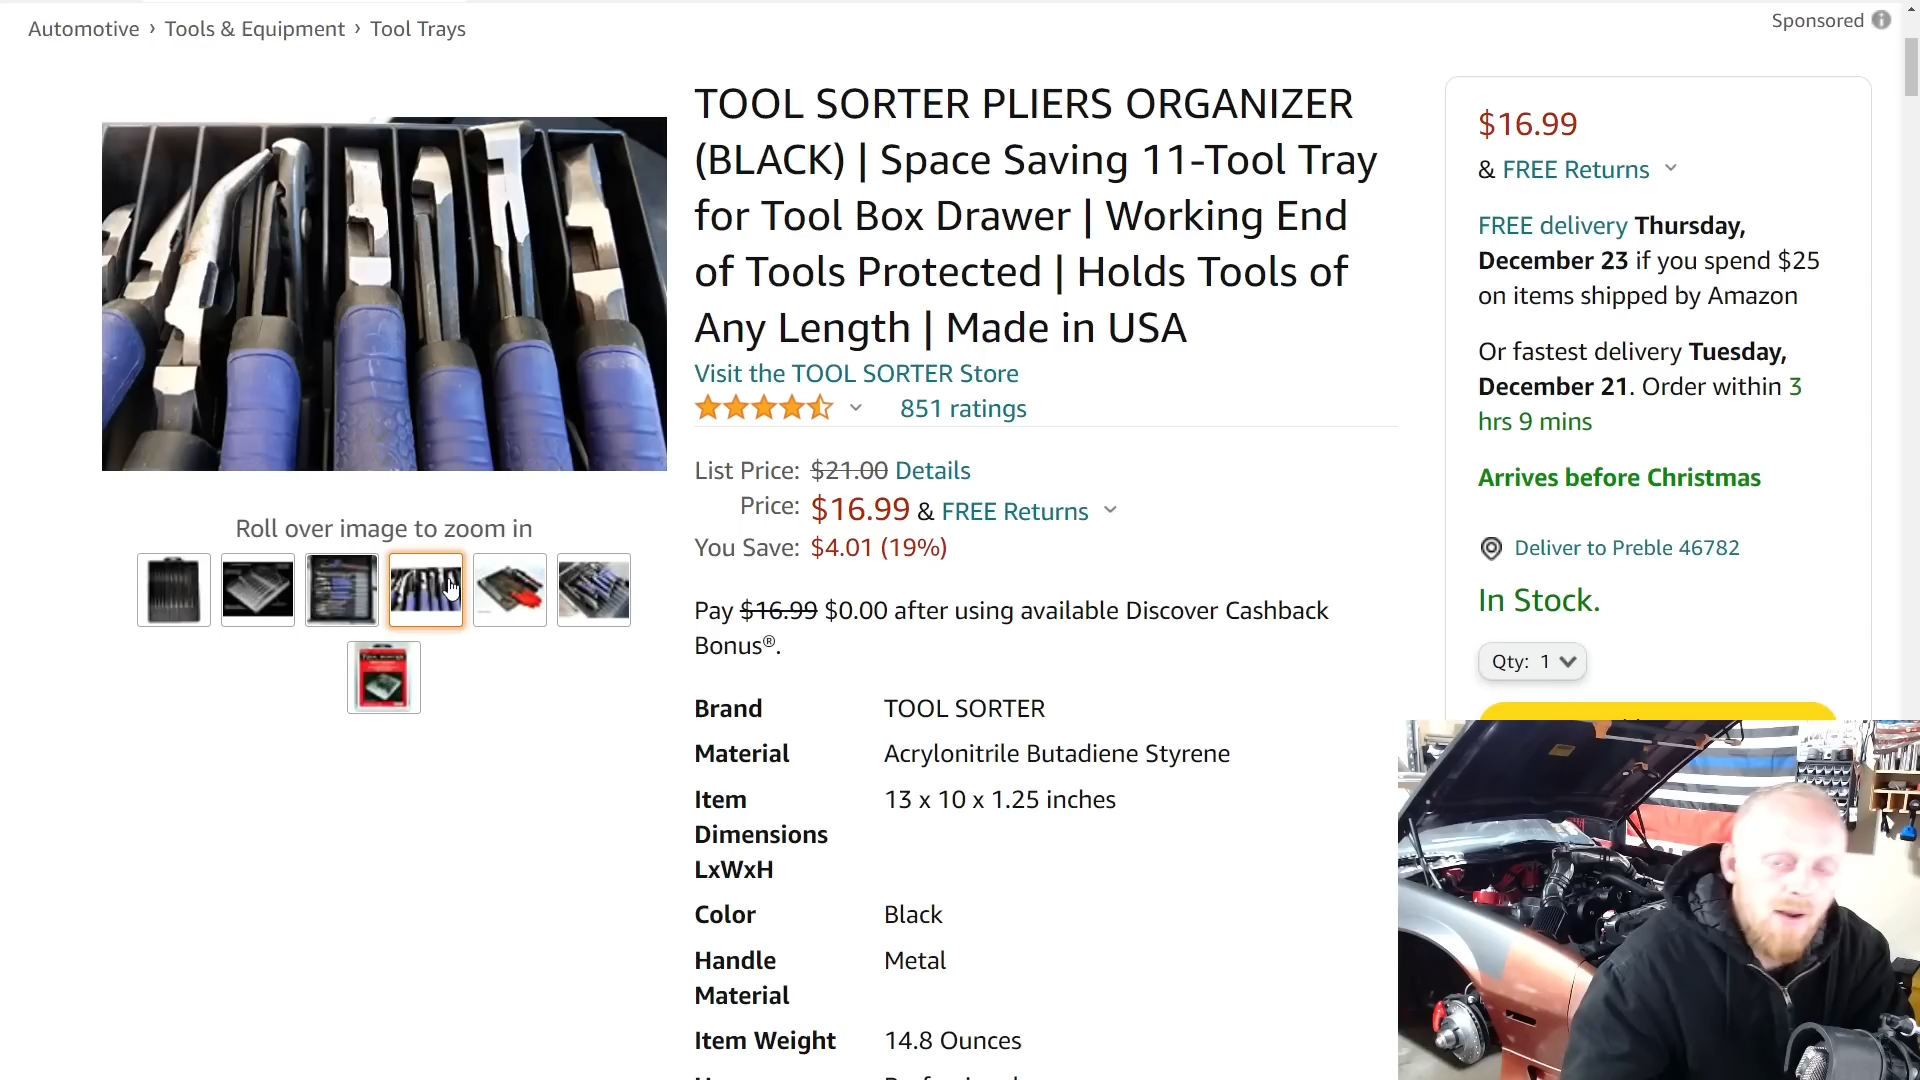 Automotive › Tools & Equipment › Tool Trays
Sponsored
TOOL SORTER PLIERS ORGANIZER
(BLACK) | Space Saving 11-Tool Tray
for Tool Box Drawer | Working End
of Tools Protected | Holds Tools of
Any Length | Made in USA
Visit the TOOL SORTER Store
851 ratings
List Price: $21.00 Details
Price: $16.99 & FREE Returns
You Save: $4.01 (19%)
Pay $16.99 $0.00 after using available Discover Cashback
Bonus®.
Roll over image to zoom in
Brand TOOL SORTER
Material Acrylonitrile Butadiene Styrene
Item 13 x 10 x 1.25 inches
Dimensions
LxWxH
Color Black
Handle Metal
Material
Item Weight 14.8 Ounces
$16.99
& FREE Returns
FREE delivery Thursday,
December 23 if you spend $25
on items shipped by Amazon
Or fastest delivery Tuesday,
December 21. Order within 3
hrs 9 mins
Arrives before Christmas
Deliver to Preble 46782
In Stock.
Qty: 1